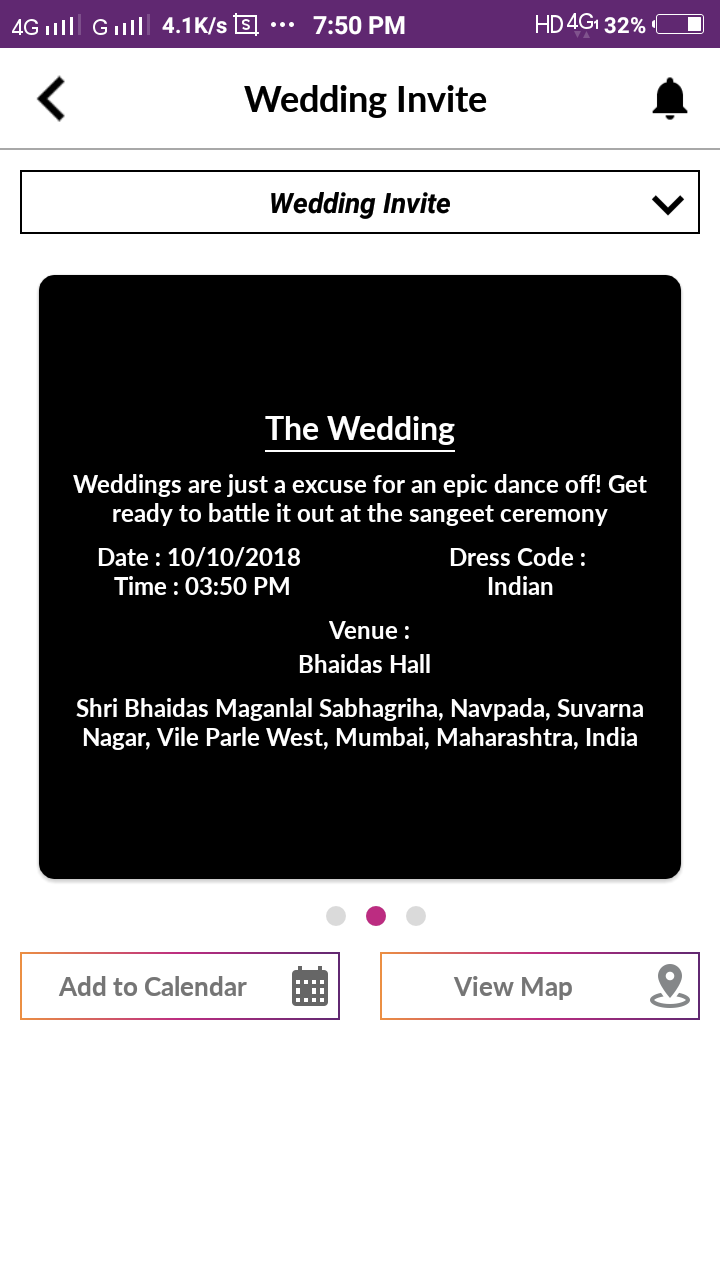 4G G 4.1K/s S ... 7:50 PM HD 4G1 32%
Wedding Invite
Wedding Invite
The Wedding
Weddings are just a excuse for an epic dance off! Get
ready to battle it out at the sangeet ceremony
Date : 10/10/2018 Dress Code :
Time : 03:50 PM Indian
Venue :
Bhaidas Hall
Shri Bhaidas Maganlal Sabhagriha, Navpada, Suvarna
Nagar, Vile Parle West, Mumbai, Maharashtra, India
Add to Calendar View Map